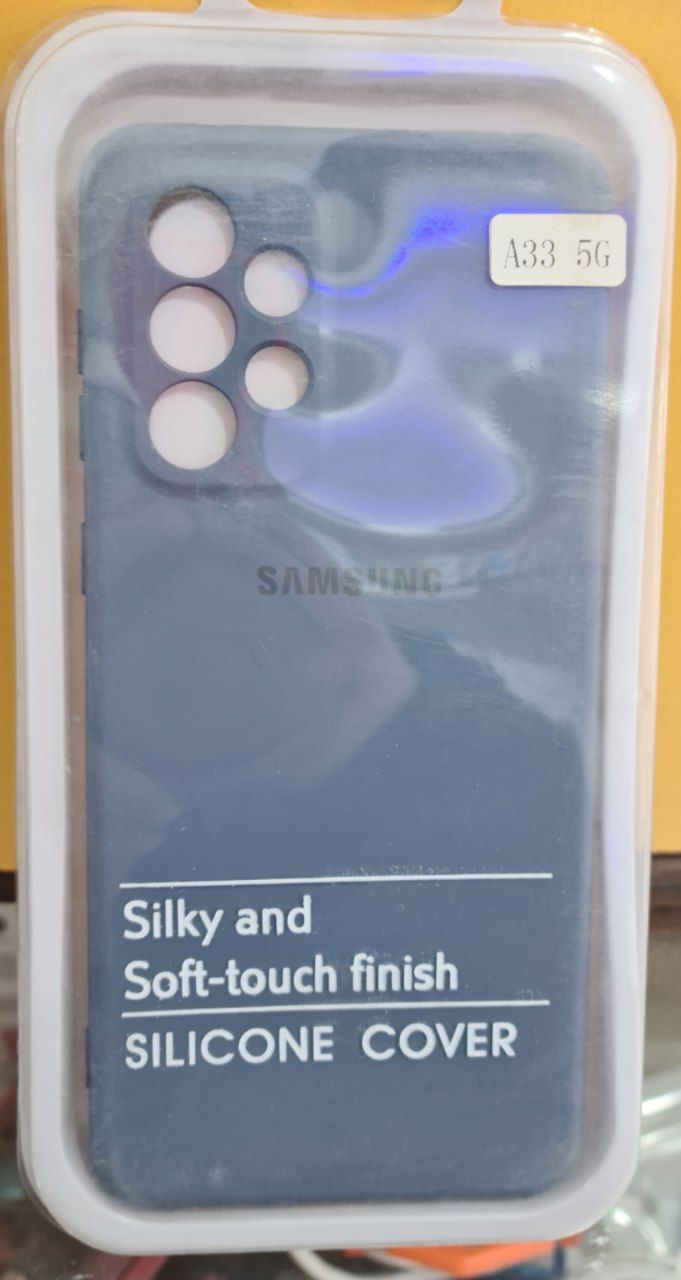 A33 5G
SAMSUNG
Silky and
Soft-touch finish
SILICONE COVER